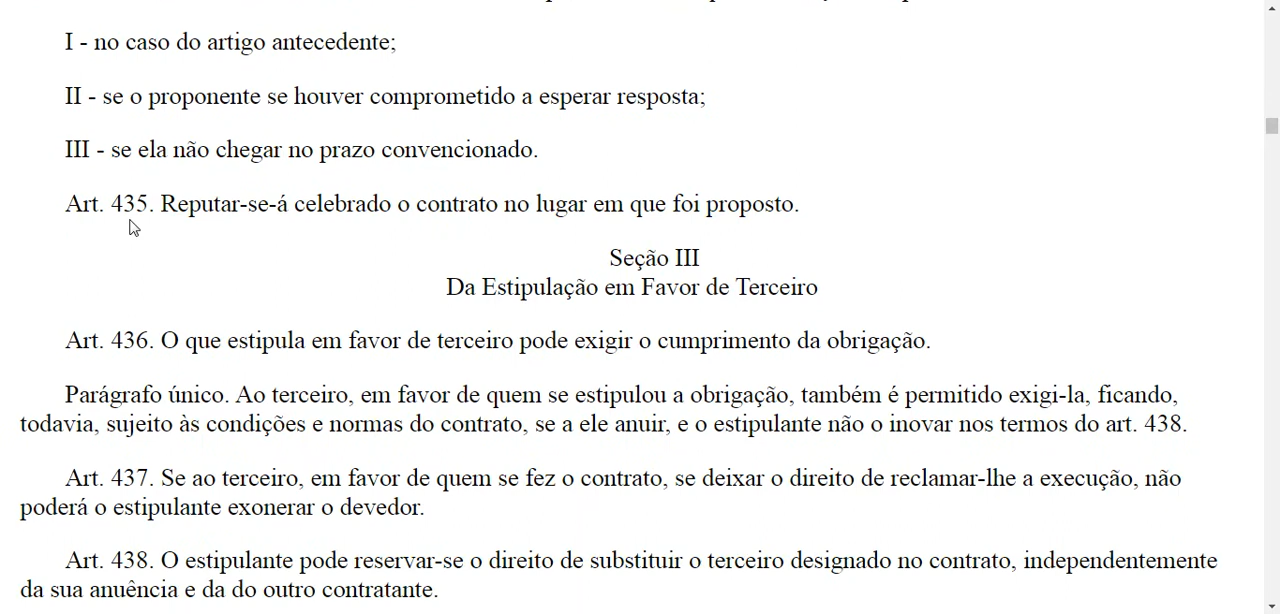 I - no caso do artigo antecedente;
II - se o proponente se houver comprometido a esperar resposta;
III - se ela não chegar no prazo convencionado.
Art. 435. Reputar-se-á celebrado o contrato no lugar em que foi proposto.
Seção III
Da Estipulação em Favor de Terceiro
Art. 436. O que estipula em favor de terceiro pode exigir o cumprimento da obrigação.
Parágrafo único. Ao terceiro, em favor de quem se estipulou a obrigação, também é permitido exigi-la, ficando,
todavia, sujeito às condições e normas do contrato, se a ele anuir, e o estipulante não o inovar nos termos do art. 438.
Art. 437. Se ao terceiro, em favor de quem se fez o contrato, se deixar o direito de reclamar-lhe a execução, não
poderá o estipulante exonerar o devedor.
Art. 438. O estipulante pode reservar-se o direito de substituir o terceiro designado no contrato, independentemente
da sua anuência e da do outro contratante.